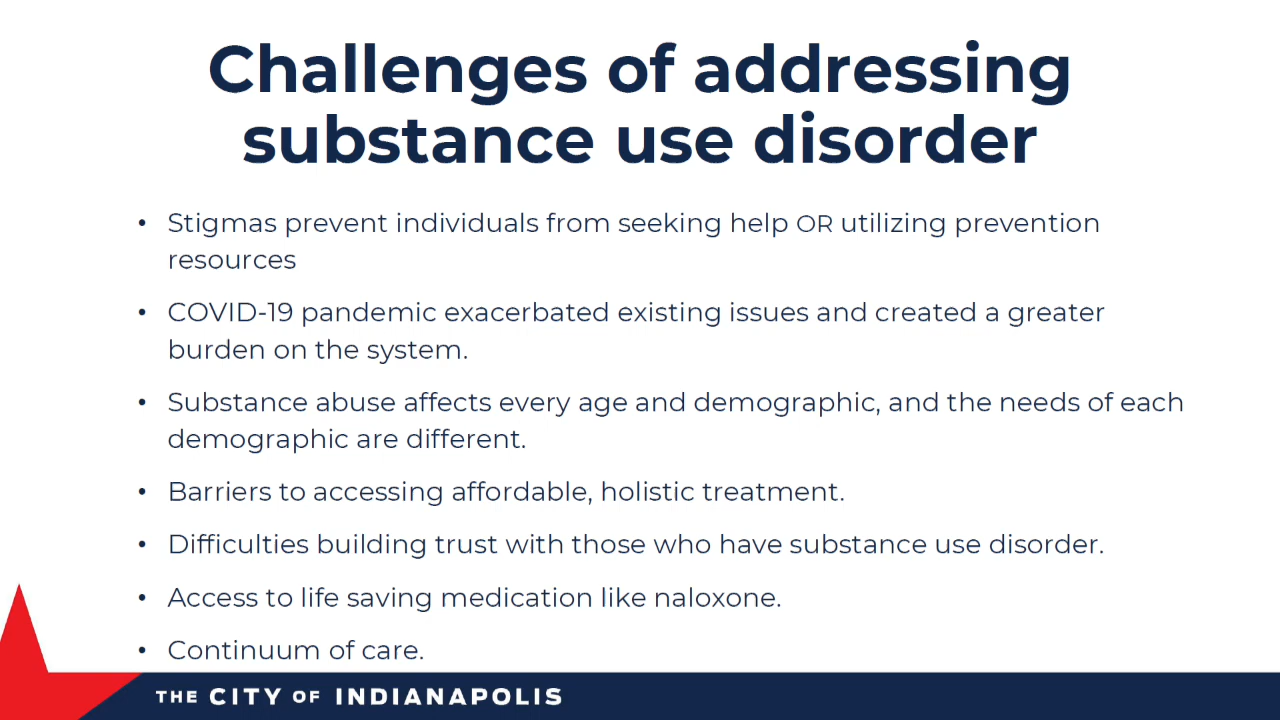 Challenges of addressing
substance use disorder
• Stigmas prevent individuals from seeking help OR utilizing prevention
resources
• COVID-19 pandemic exacerbated existing issues and created a greater
burden on the system.
• Substance abuse affects every age and demographic, and the needs of each
demographic are different.
• Barriers to accessing affordable, holistic treatment.
• Difficulties building trust with those who have substance use disorder.
• Access to life saving medication like naloxone.
• Continuum of care.
THE CITY OF INDIANAPOLIS